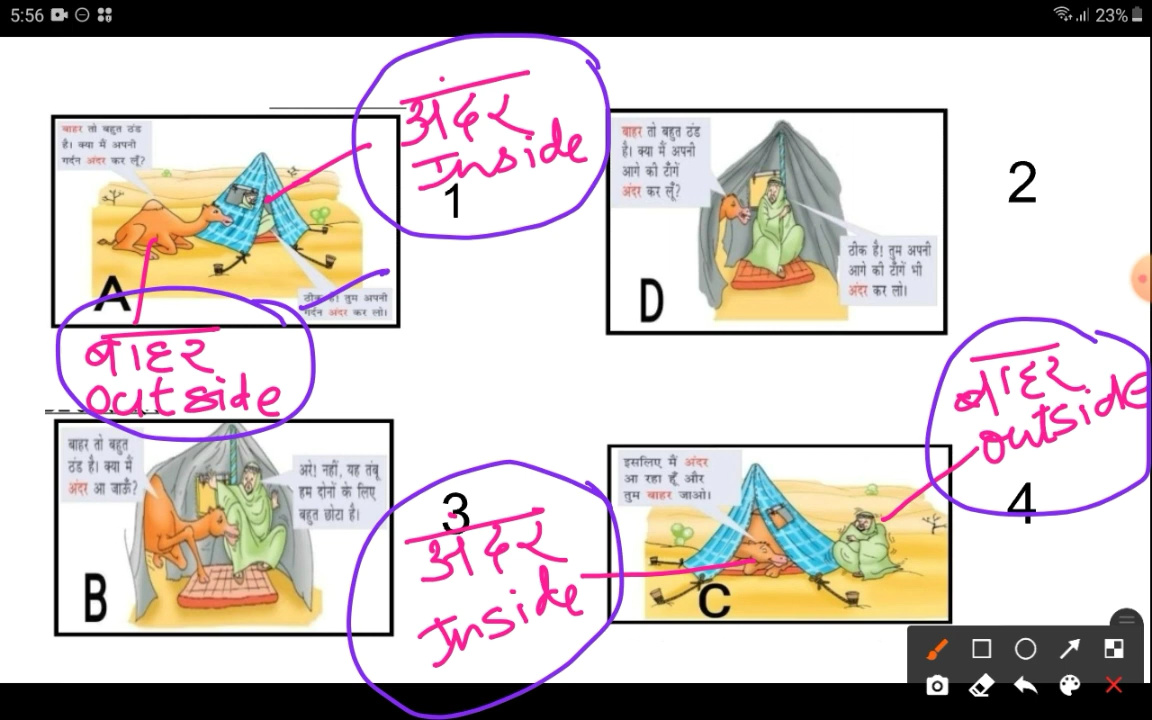 5:56
23%
बाहर तो बहुत ठंड
है। क्या मैं अपनी
गर्दन अंदर कर लूँ?
ठीक है! तुम अपनी
गर्दन अंदर कर लो।
A
अंदर
Inside
1
बाहर
outside
बाहर तो बहुत ठंड
है। क्या मैं अपनी
आगे की टाँगें
अंदर कर लूँ?
ठीक है! तुम अपनी
आगे की टाँगें भी
अंदर कर लो।
D
2
बाहर तो बहुत
ठंड है। क्या मैं
अंदर आ जाऊँ?
अरे! नहीं, यह तंबू
हम दोनों के लिए
बहुत छोटा है।
B
3
अंदर
Inside
इसलिए मैं अंदर
आ रहा हूँ और
तुम बाहर जाओ।
C
बाहर
outside
4